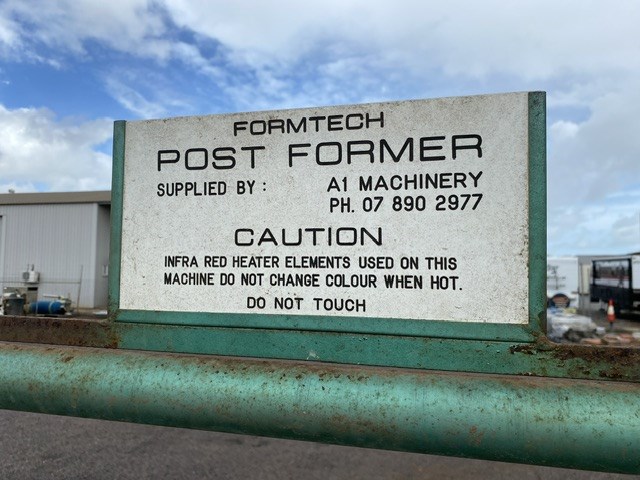 FORMTECH
POST FORMER
SUPPLIED BY : A1 MACHINERY
PH. 07 890 2977
CAUTION
INFRA RED HEATER ELEMENTS USED ON THIS
MACHINE DO NOT CHANGE COLOUR WHEN HOT.
DO NOT TOUCH